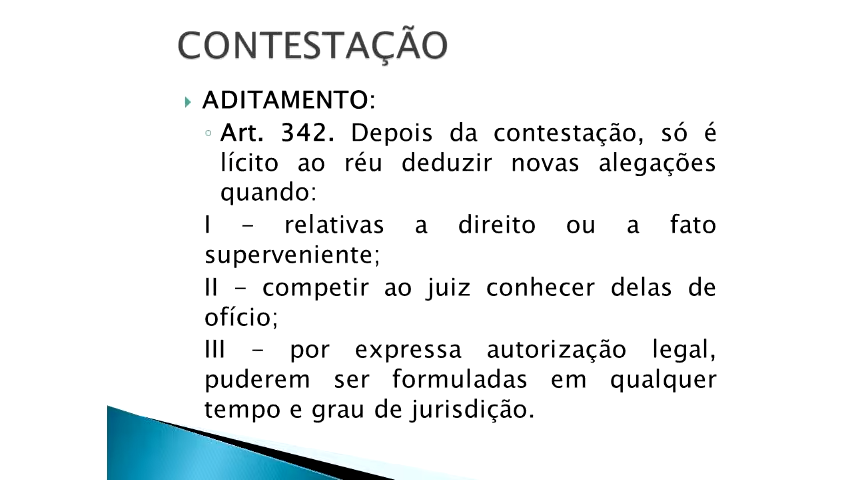 CONTESTAÇÃO
ADITAMENTO:
Art. 342. Depois da contestação, só é
lícito ao réu deduzir novas alegações
quando:
I - relativas a direito ou a fato
superveniente;
II - competir ao juiz conhecer delas de
ofício;
III - por expressa autorização legal,
puderem ser formuladas em qualquer
tempo e grau de jurisdição.